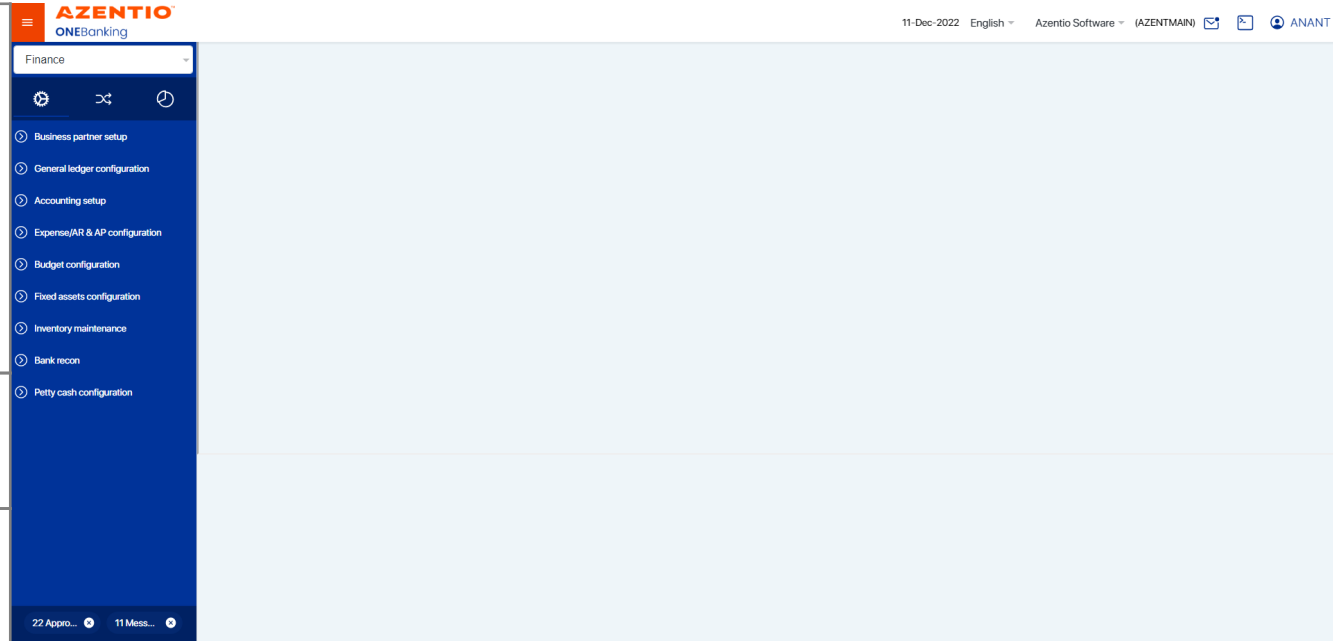 AZENTIO
ONEBanking
11-Dec-2022 English Azentio Software (AZENTMAIN) ANANT
Finance
Business partner setup
General ledger configuration
Accounting setup
Expense/AR & AP configuration
Budget configuration
Fixed assets configuration
Inventory maintenance
Bank recon
Petty cash configuration
22 Appro... 11 Mess...